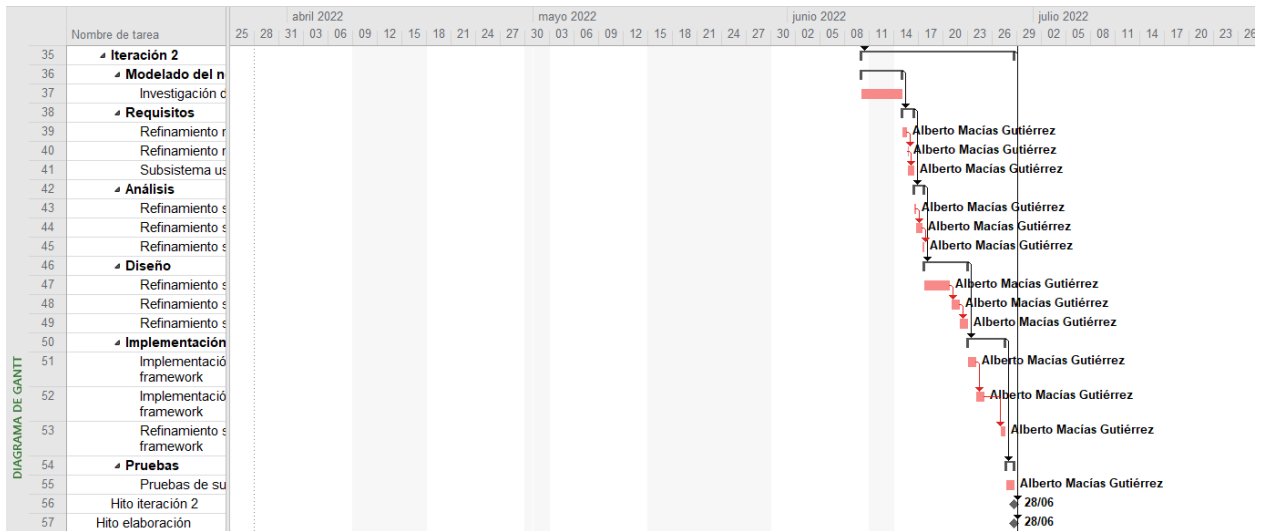 abril 2022 mayo 2022 junio 2022 julio 2022
Nombre de tarea 25 28 31 03 06 09 12 15 18 21 24 27 30 03 06 09 12 15 18 21 24 27 30 02 05 08 11 14 17 20 23 26 29 02 05 08 11 14 17 20 23 26
35 Iteración 2
36 Modelado del n
37 Investigación d
38 Requisitos
39 Refinamiento r Alberto Macías Gutiérrez
40 Refinamiento r Alberto Macías Gutiérrez
41 Subsistema us Alberto Macías Gutiérrez
42 Análisis
43 Refinamiento s Alberto Macías Gutiérrez
44 Refinamiento s Alberto Macías Gutiérrez
45 Refinamiento s Alberto Macías Gutiérrez
46 Diseño
47 Refinamiento s Alberto Macías Gutiérrez
48 Refinamiento s Alberto Macías Gutiérrez
49 Refinamiento s Alberto Macías Gutiérrez
50 Implementación
51 Implementació Alberto Macías Gutiérrez
framework
52 Implementació Alberto Macías Gutiérrez
framework
53 Refinamiento s Alberto Macías Gutiérrez
framework
54 Pruebas
55 Pruebas de su Alberto Macías Gutiérrez
56 Hito iteración 2 28/06
57 Hito elaboración 28/06
DIAGRAMA DE GANTT